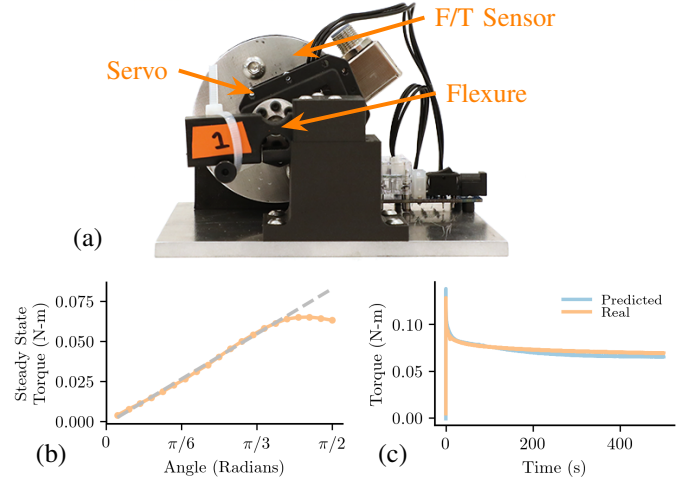 F/T Sensor
Servo
Flexure
1
(a)
Steady State
Torque (N-m)
0.075
0.050
0.025
0.000
0
π/6
π/3
π/2
Angle (Radians)
(b)
Torque (N-m)
0.10
0.05
0.00
Predicted
Real
0
200
400
Time (s)
(c)